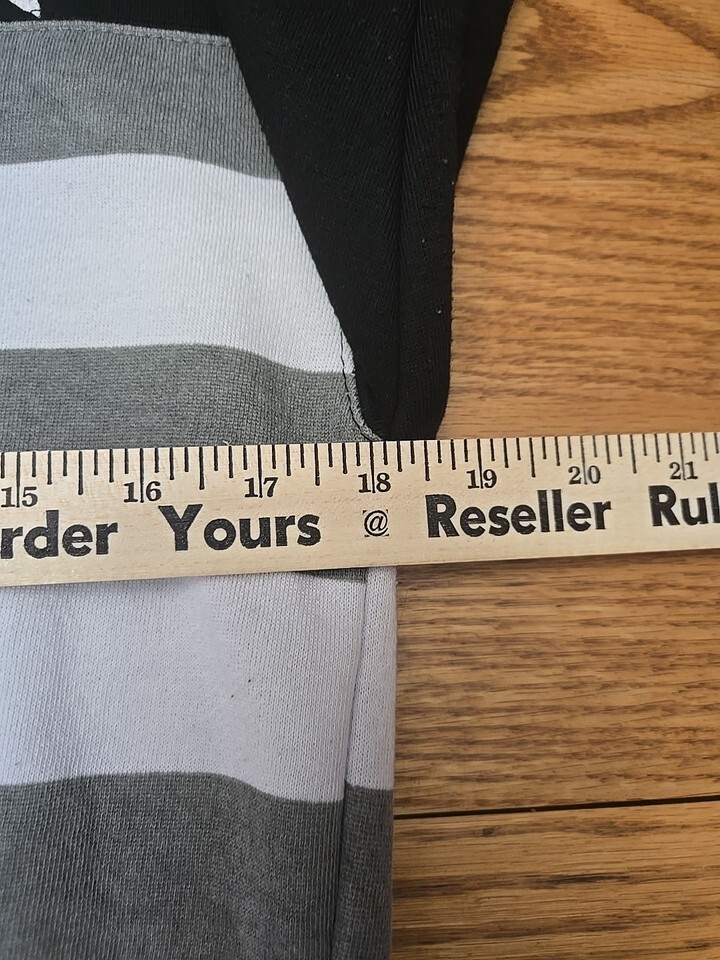 15 16 17 18 19 20 21
rder Yours @ Reseller Rul